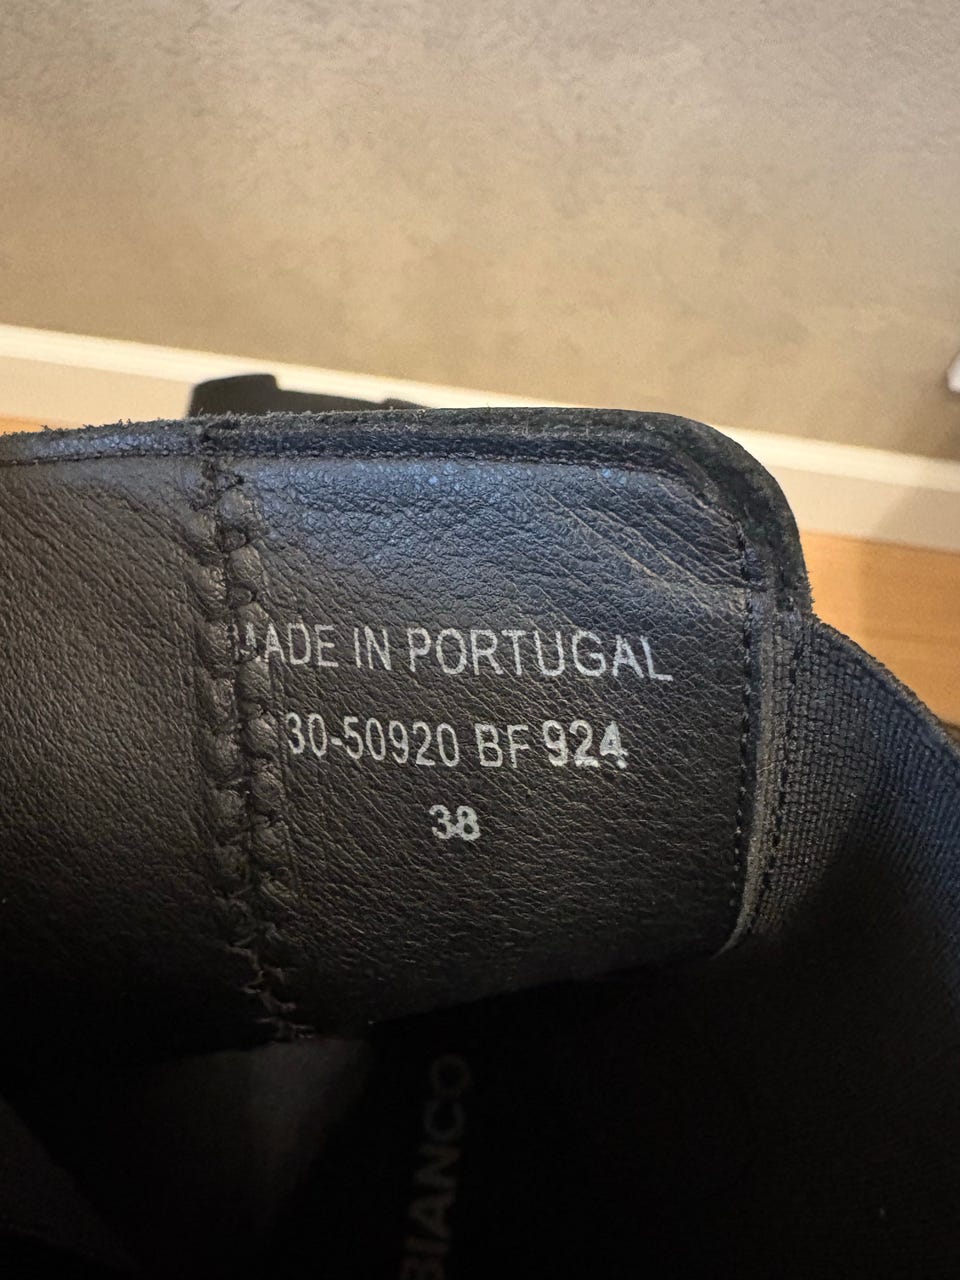 MADE IN PORTUGAL
30-50920 BF 924
38
BIANCO